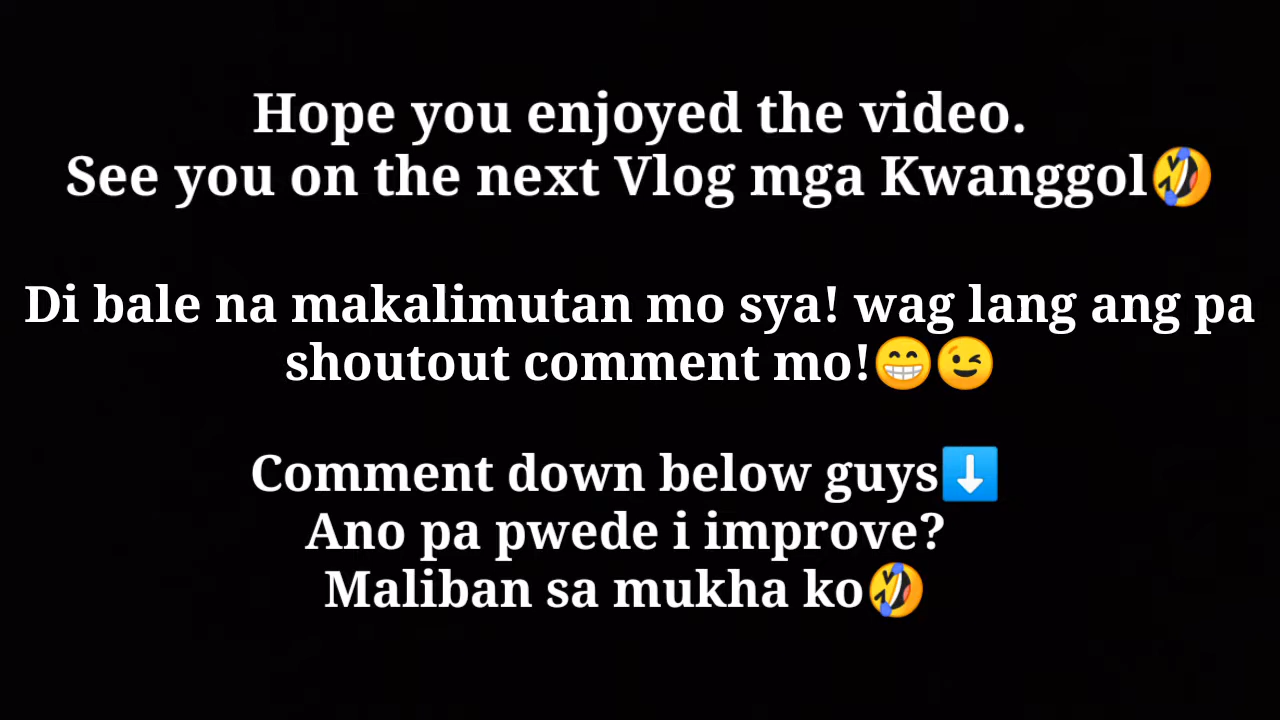 Hope you enjoyed the video.
See you on the next Vlog mga Kwanggol🤣
Di bale na makalimutan mo sya! wag lang ang pa
shoutout comment mo!😁😉
Comment down below guys⬇️
Ano pa pwede i improve?
Maliban sa mukha ko🤣